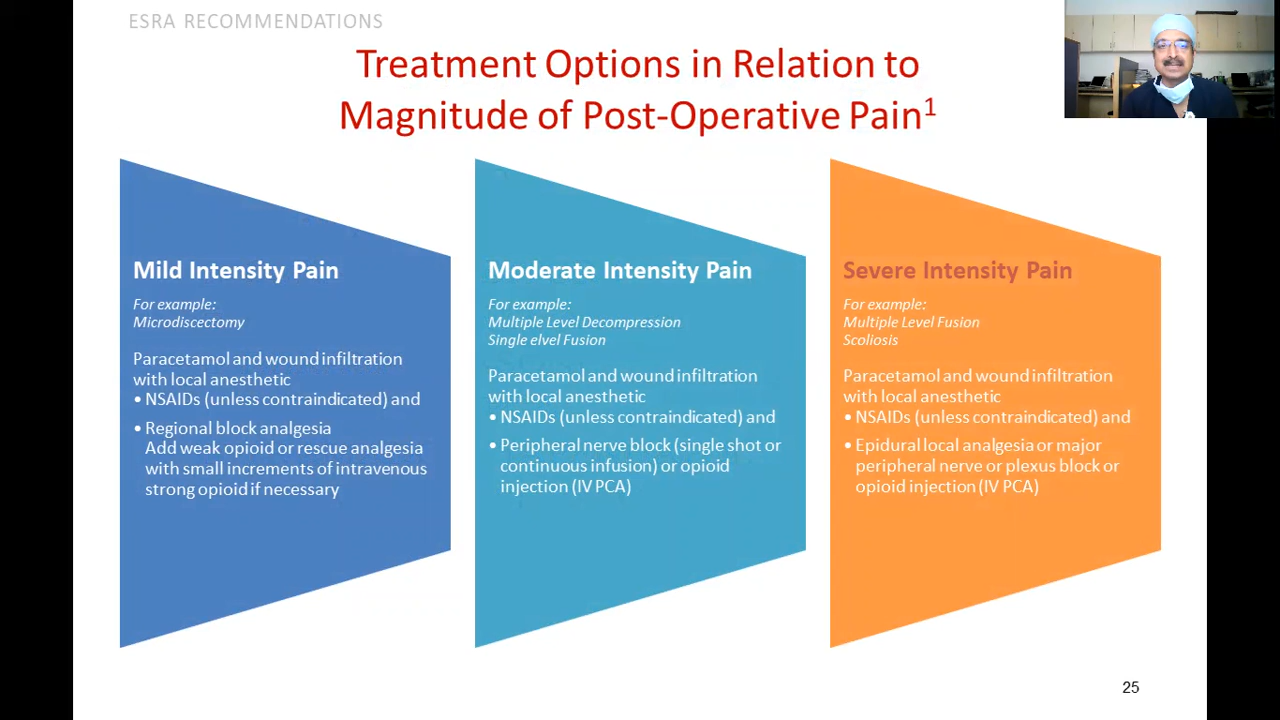 ESRA RECOMMENDATIONS
Treatment Options in Relation to
Magnitude of Post-Operative Pain1
Mild Intensity Pain
For example:
Microdiscectomy
Paracetamol and wound infiltration
with local anesthetic
• NSAIDs (unless contraindicated) and
• Regional block analgesia
Add weak opioid or rescue analgesia
with small increments of intravenous
strong opioid if necessary
Moderate Intensity Pain
For example:
Multiple Level Decompression
Single elvel Fusion
Paracetamol and wound infiltration
with local anesthetic
• NSAIDs (unless contraindicated) and
• Peripheral nerve block (single shot or
continuous infusion) or opioid
injection (IV PCA)
Severe Intensity Pain
For example:
Multiple Level Fusion
Scoliosis
Paracetamol and wound infiltration
with local anesthetic
• NSAIDs (unless contraindicated) and
• Epidural local analgesia or major
peripheral nerve or plexus block or
opioid injection (IV PCA)
25